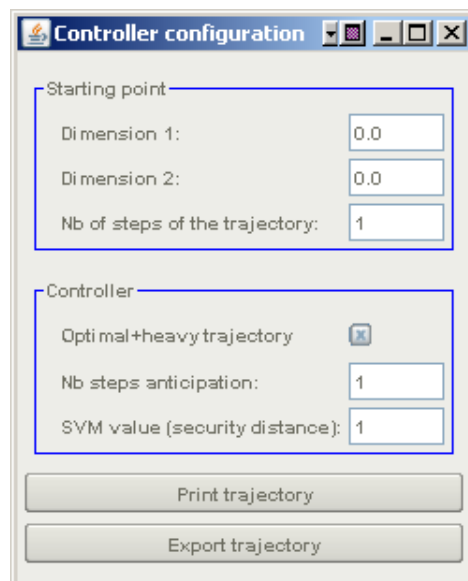 Controller configuration
Starting point
Dimension 1: 0.0
Dimension 2: 0.0
Nb of steps of the trajectory: 1
Controller
Optimal+heavy trajectory
Nb steps anticipation: 1
SVM value (security distance): 1
Print trajectory
Export trajectory